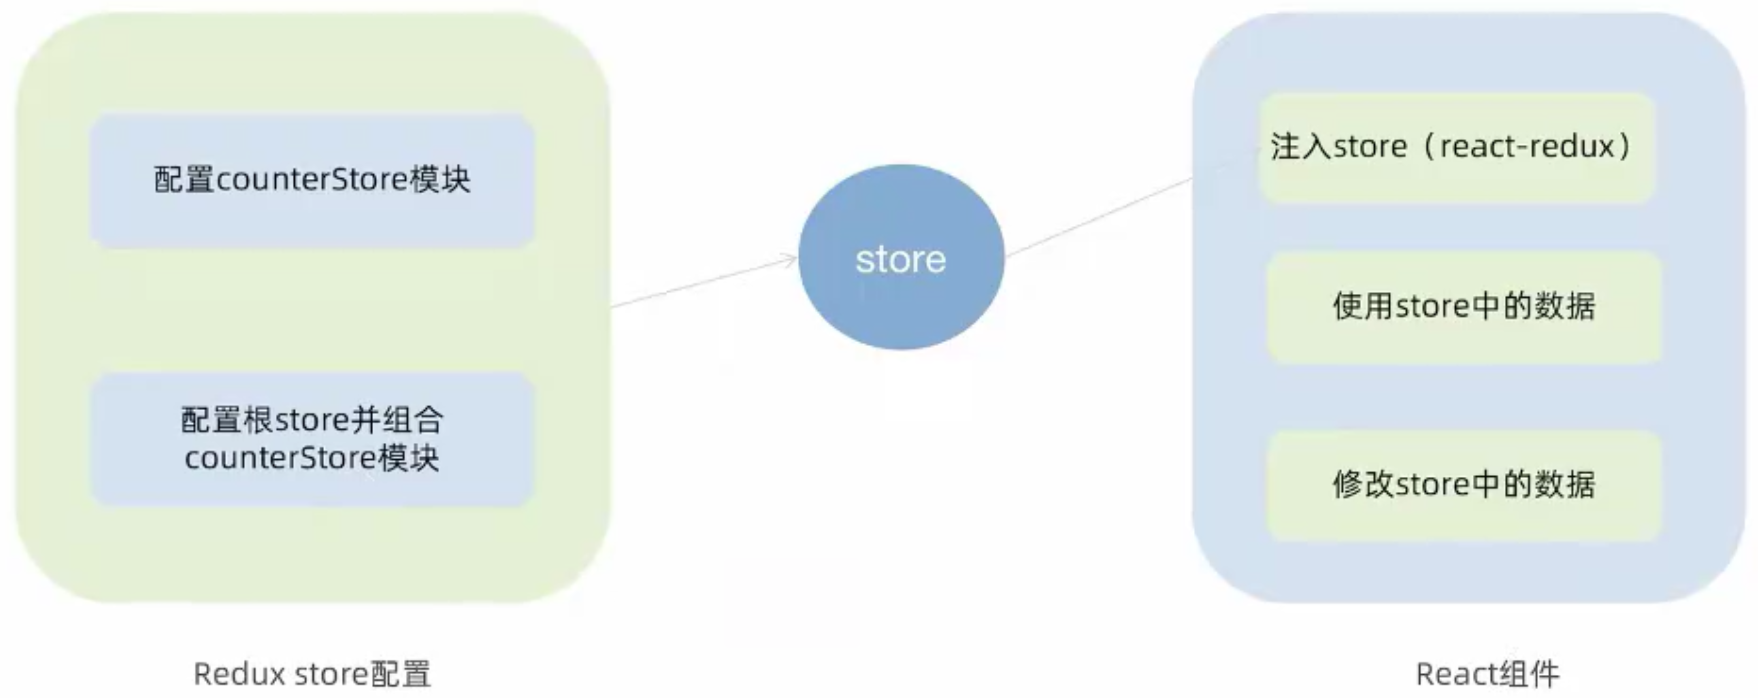 配置counterStore模块
配置根store并组合
counterStore模块
Redux store配置
store
注入store（react-redux）
使用store中的数据
修改store中的数据
React组件